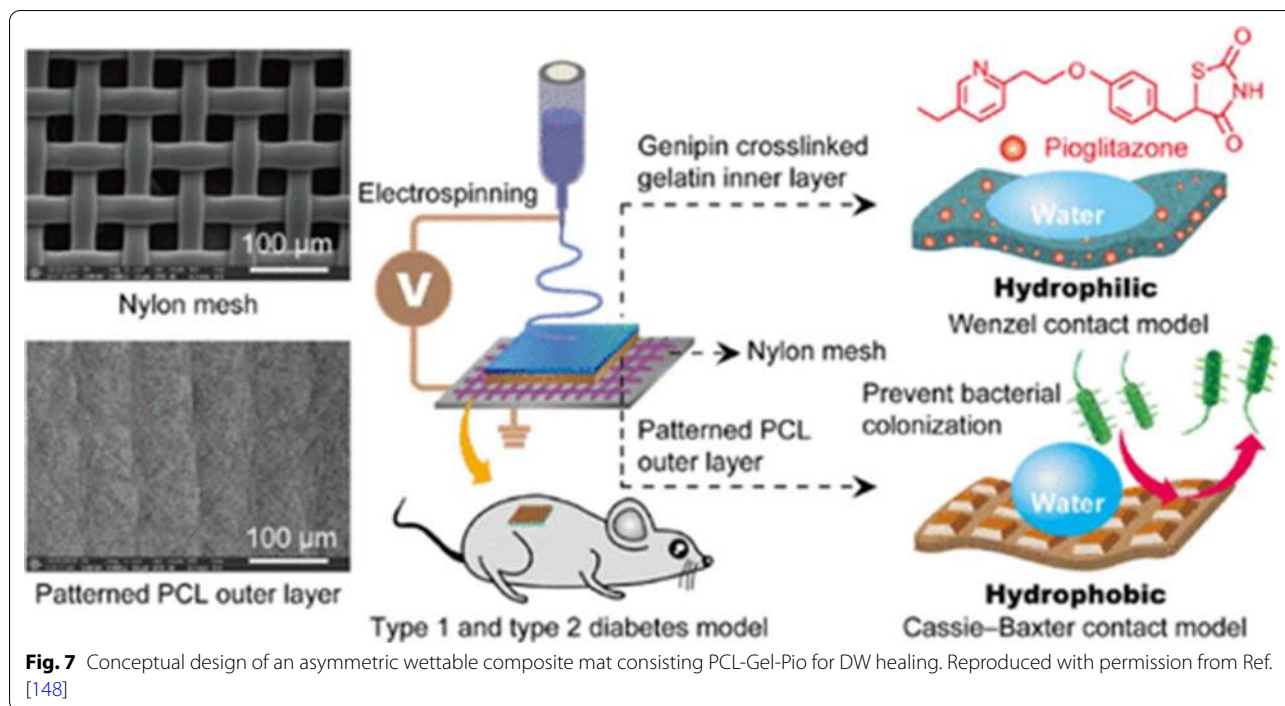 100 µm
Nylon mesh
100 µm
Patterned PCL outer layer
Electrospinning
V
Genipin crosslinked
gelatin inner layer
Nylon mesh
Patterned PCL
outer layer
Type 1 and type 2 diabetes model
N
O
S
O
NH
O
Pioglitazone
Water
Hydrophilic
Wenzel contact model
Prevent bacterial
colonization
Water
Hydrophobic
Cassie–Baxter contact model
Fig. 7 Conceptual design of an asymmetric wettable composite mat consisting PCL-Gel-Pio for DW healing. Reproduced with permission from Ref.
[148]